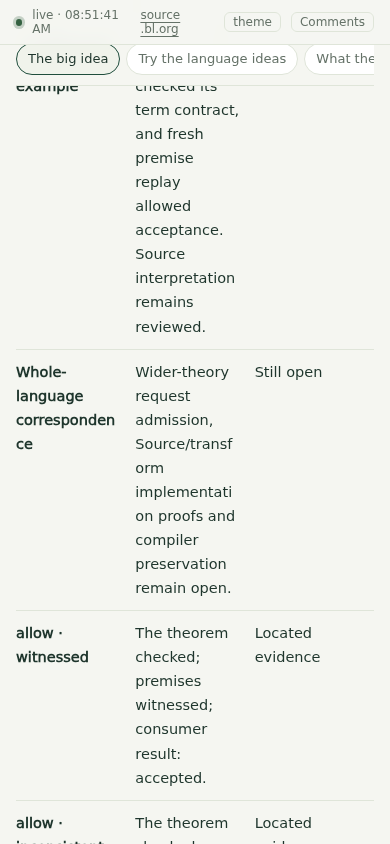 live · 08:51:41 AM
source.bl.org
theme
Comments
The big idea
Try the language ideas
What the
example
checked its
term contract,
and fresh
premise
replay
allowed
acceptance.
Source
interpretation
remains
reviewed.
Whole-
language
corresponden
ce
Wider-theory
request
admission,
Source/transf
orm
implementati
on proofs and
compiler
preservation
remain open.
Still open
allow ·
witnessed
The theorem
checked;
premises
witnessed;
consumer
result:
accepted.
Located
evidence
allow ·
The theorem
Located